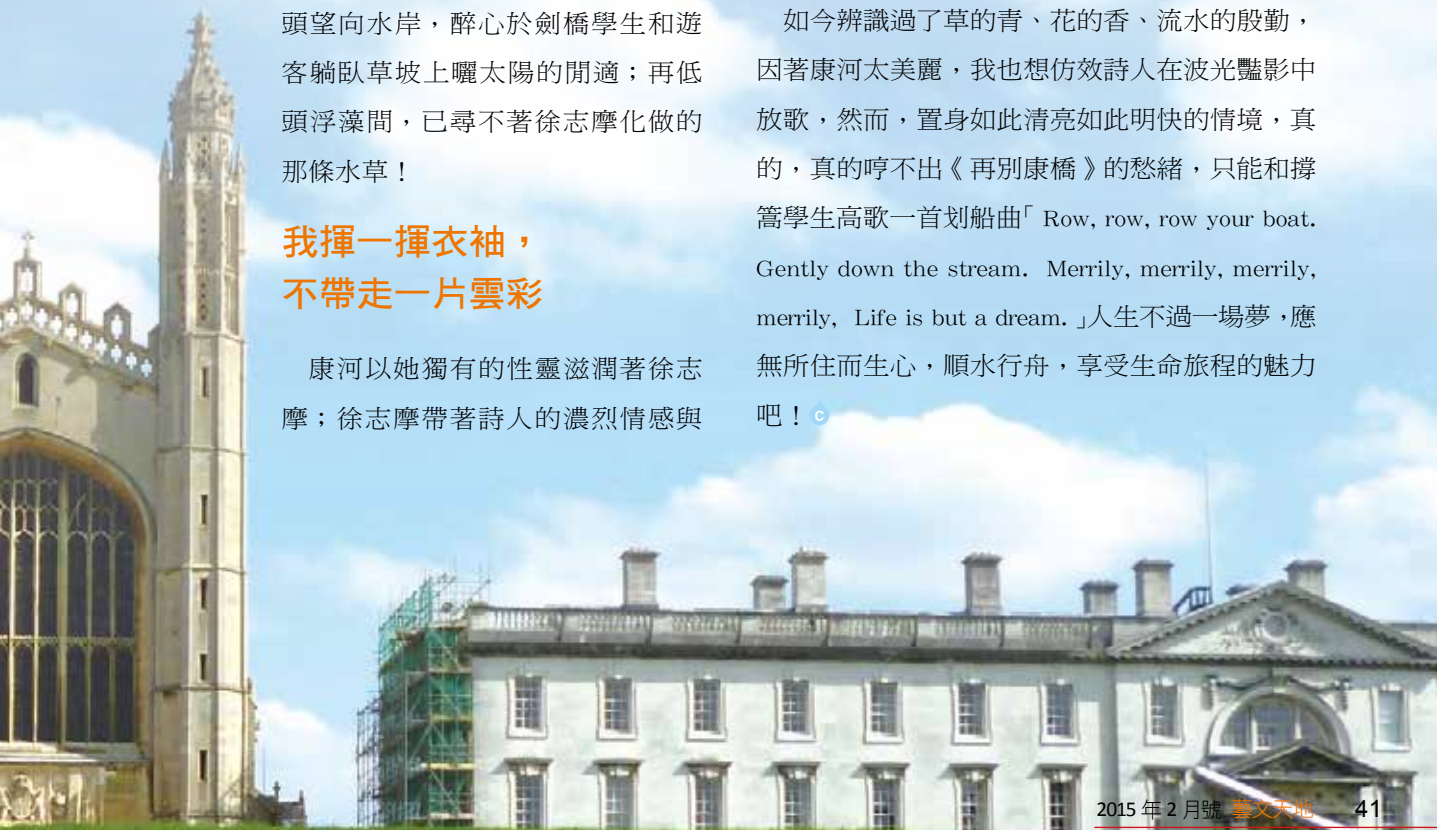 頭望向水岸，醉心於劍橋學生和遊
客躺臥草坡上曬太陽的閒適；再低
頭浮藻間，已尋不著徐志摩化做的
那條水草！
我揮一揮衣袖，
不帶走一片雲彩
康河以她獨有的性靈滋潤著徐志
摩；徐志摩帶著詩人的濃烈情感與
如今辨識過了草的青、花的香、流水的殷勤，
因著康河太美麗，我也想仿效詩人在波光豔影中
放歌，然而，置身如此清亮如此明快的情境，真
的，真的哼不出《再別康橋》的愁緒，只能和撐
篙學生高歌一首划船曲「Row, row, row your boat.
Gently down the stream. Merrily, merrily, merrily,
merrily, Life is but a dream.」人生不過一場夢，應
無所住而生心，順水行舟，享受生命旅程的魅力
吧！C
2015 年 2 月號 藝文天地 41